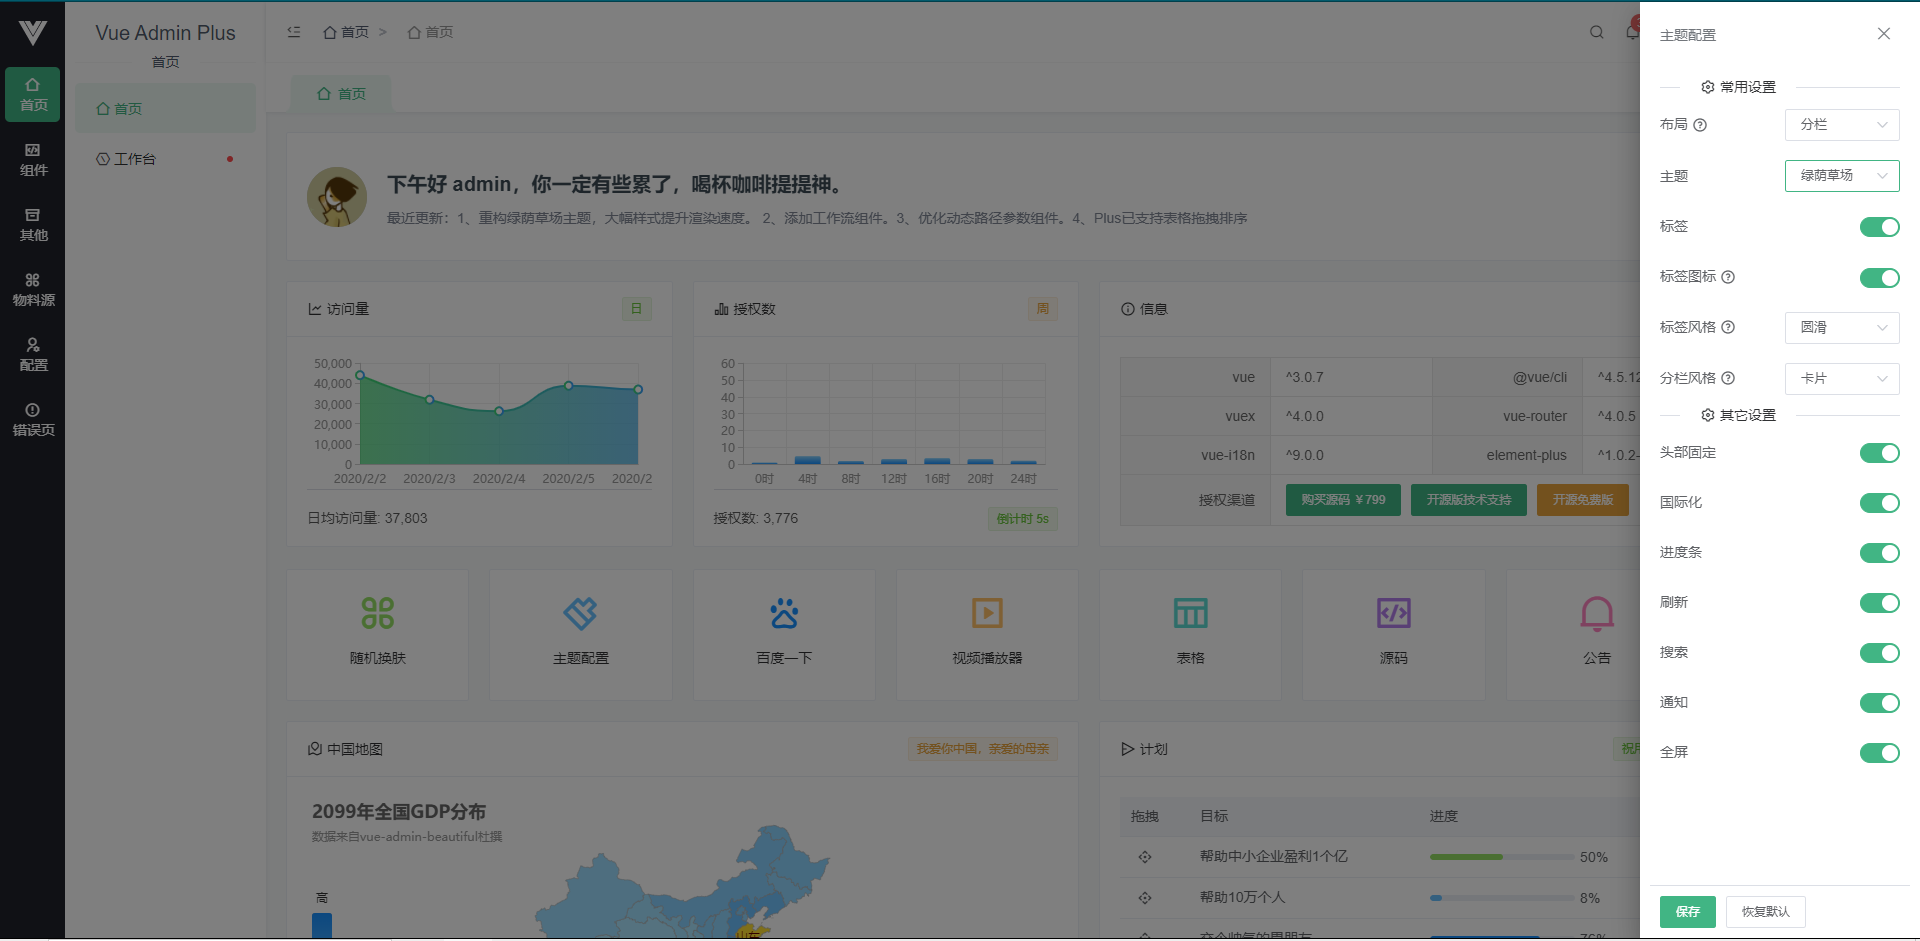 Vue Admin Plus
首页
首页
组件
其他
物料源
配置
错误页
首页
工作台
首页 > 首页
首页
下午好 admin，你一定有些累了，喝杯咖啡提提神。
最近更新：1、重构绿荫草场主题，大幅样式提升渲染速度。 2、添加工作流组件。3、优化动态路径参数组件。4、Plus已支持表格拖拽排序
访问量 日
50,000
40,000
30,000
20,000
10,000
0
2020/2/2 2020/2/3 2020/2/4 2020/2/5 2020/2
日均访问量: 37,803
授权数 周
60
50
40
30
20
10
0
0时 4时 8时 12时 16时 20时 24时
授权数: 3,776 倒计时 5s
信息
vue ^3.0.7 @vue/cli ^4.5.12
vuex ^4.0.0 vue-router ^4.0.5
vue-i18n ^9.0.0 element-plus ^1.0.2-
授权渠道 购买源码 ￥799 开源版技术支持 开源免费版
随机换肤 主题配置 百度一下 视频播放器 表格 源码 公告
中国地图 我爱你中国，亲爱的母亲
2099年全国GDP分布
数据来自vue-admin-beautiful杜撰
高
山东
计划
拖拽 目标 进度
帮助中小企业盈利1个亿 50%
帮助10万个人 8%
主题配置
常用设置
布局 分栏
主题 绿荫草场
标签
标签图标
标签风格 圆滑
分栏风格 卡片
其它设置
头部固定
国际化
进度条
刷新
搜索
通知
全屏
保存 恢复默认